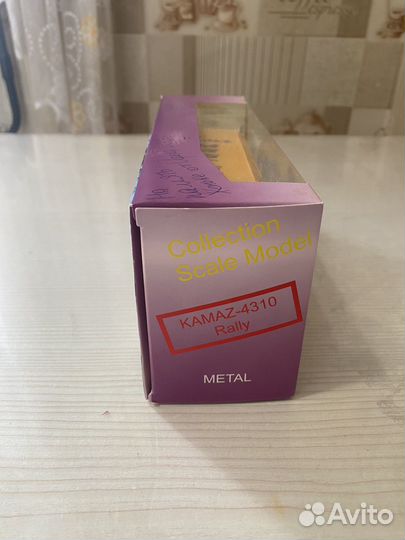 Collection
Scale Model
KAMAZ-4310
Rally
METAL
Avito